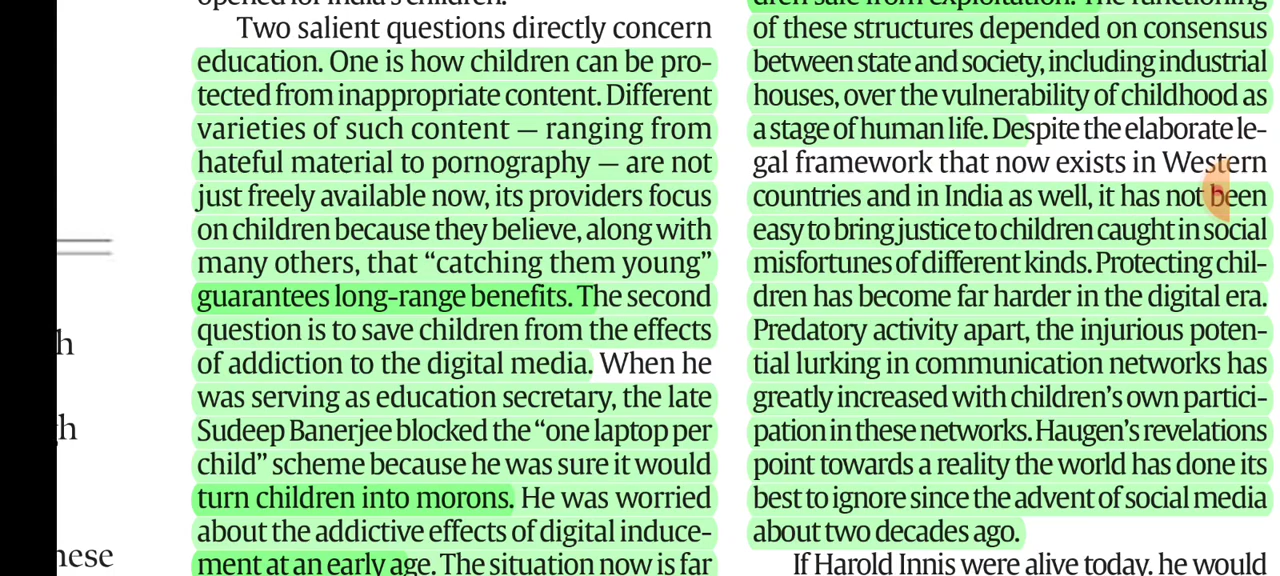 Two salient questions directly concern
education. One is how children can be pro-
tected from inappropriate content. Different
varieties of such content — ranging from
hateful material to pornography — are not
just freely available now, its providers focus
on children because they believe, along with
many others, that “catching them young”
guarantees long-range benefits. The second
question is to save children from the effects
of addiction to the digital media. When he
was serving as education secretary, the late
Sudeep Banerjee blocked the “one laptop per
child” scheme because he was sure it would
turn children into morons. He was worried
about the addictive effects of digital induce-
ment at an early age. The situation now is far
of these structures depended on consensus
between state and society, including industrial
houses, over the vulnerability of childhood as
a stage of human life. Despite the elaborate le-
gal framework that now exists in Western
countries and in India as well, it has not been
easy to bring justice to children caught in social
misfortunes of different kinds. Protecting chil-
dren has become far harder in the digital era.
Predatory activity apart, the injurious poten-
tial lurking in communication networks has
greatly increased with children’s own partici-
pation in these networks. Haugen’s revelations
point towards a reality the world has done its
best to ignore since the advent of social media
about two decades ago.
If Harold Innis were alive today, he would